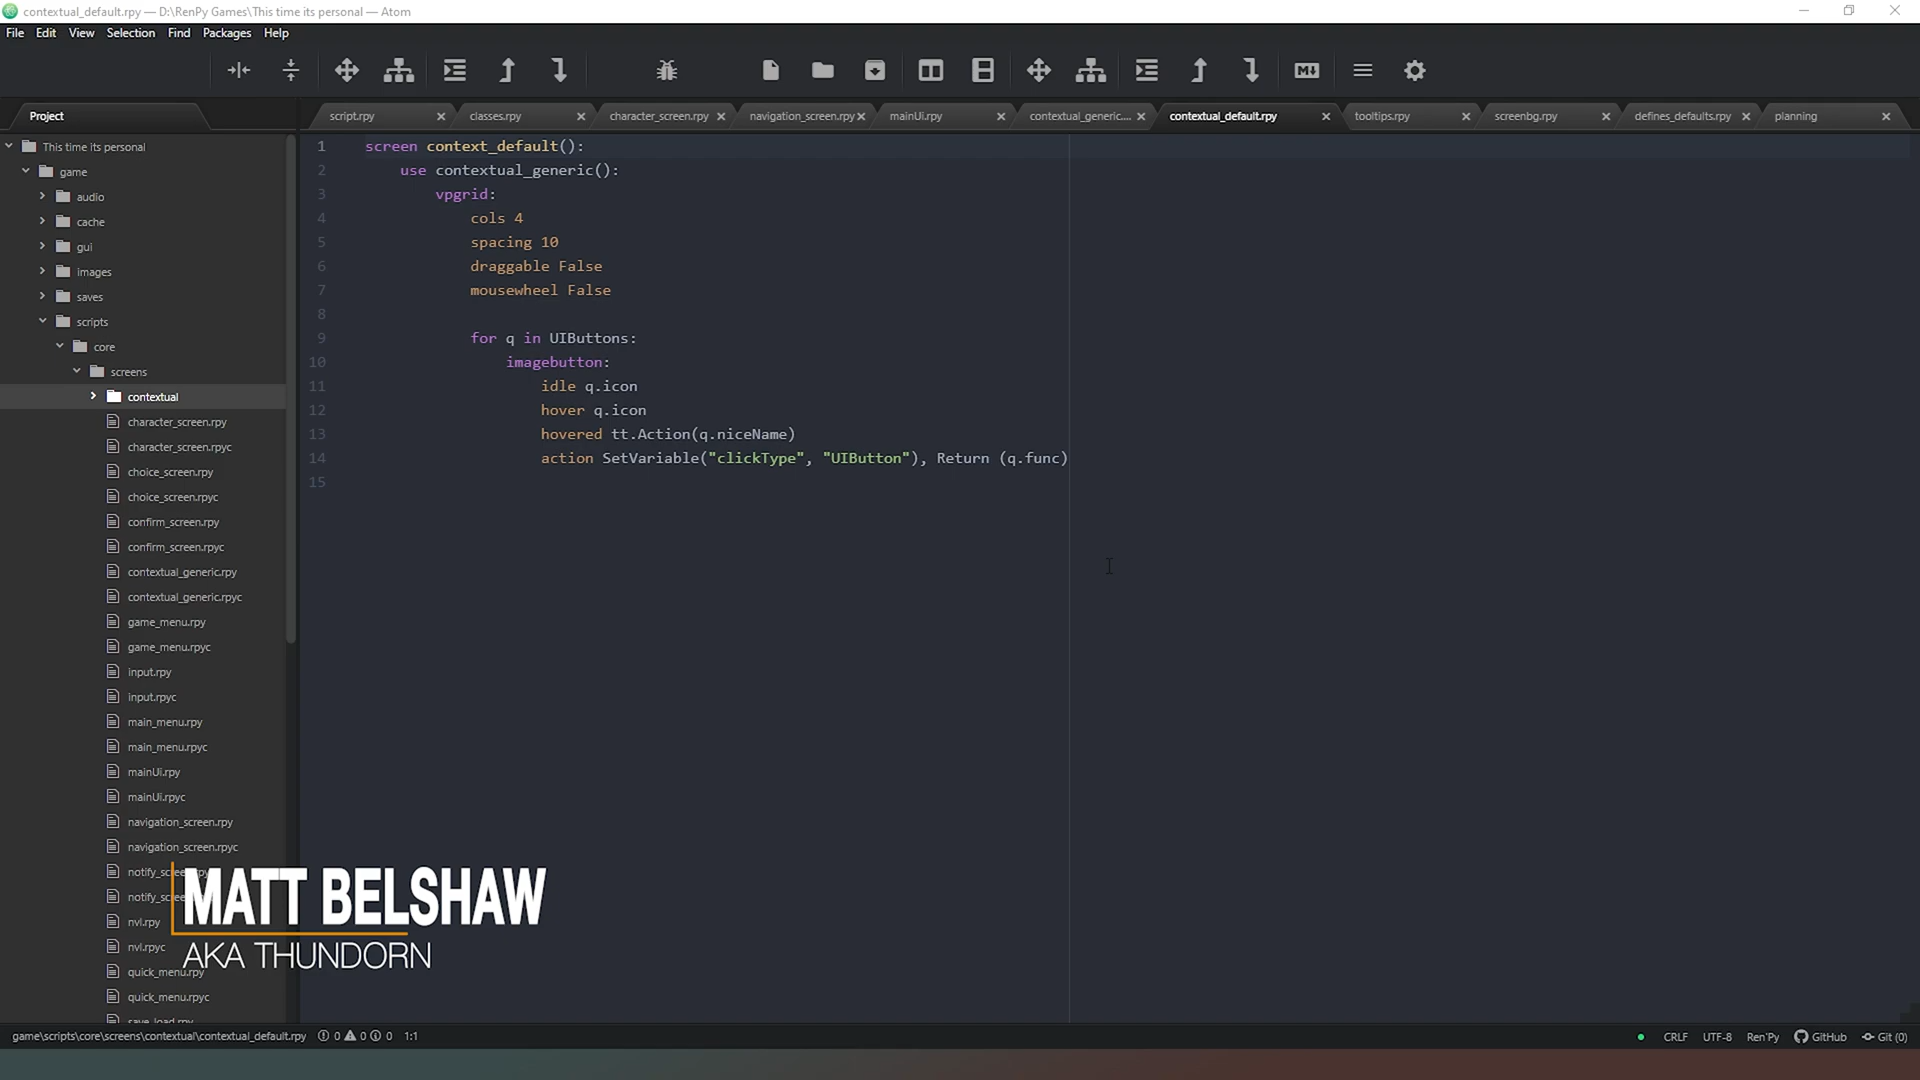 contextual_default.rpy — D:\RenPy Games\This time its personal — Atom
File Edit View Selection Find Packages Help
Project
script.rpy classes.rpy character_screen.rpy navigation_screen.rpy mainUi.rpy contextual_generic.... contextual_default.rpy tooltips.rpy screenbg.rpy defines_defaults.rpy planning
This time its personal
game
audio
cache
gui
images
saves
scripts
core
screens
contextual
character_screen.rpy
character_screen.rpyc
choice_screen.rpy
choice_screen.rpyc
confirm_screen.rpy
confirm_screen.rpyc
contextual_generic.rpy
contextual_generic.rpyc
game_menu.rpy
game_menu.rpyc
input.rpy
input.rpyc
main_menu.rpy
main_menu.rpyc
mainUi.rpy
mainUi.rpyc
navigation_screen.rpy
navigation_screen.rpyc
nvl.rpy
nvl.rpyc
quick_menu.rpy
quick_menu.rpyc
1 screen context_default():
2 use contextual_generic():
3 vpgrid:
4 cols 4
5 spacing 10
6 draggable False
7 mousewheel False
8
9 for q in UIButtons:
10 imagebutton:
11 idle q.icon
12 hover q.icon
13 hovered tt.Action(q.niceName)
14 action SetVariable("clickType", "UIButton"), Return (q.func)
15
MATT BELSHAW
AKA THUNDORN
game\scripts\core\screens\contextual\contextual_default.rpy 0 0 0 1:1
CRLF UTF-8 Ren'Py GitHub Git (0)